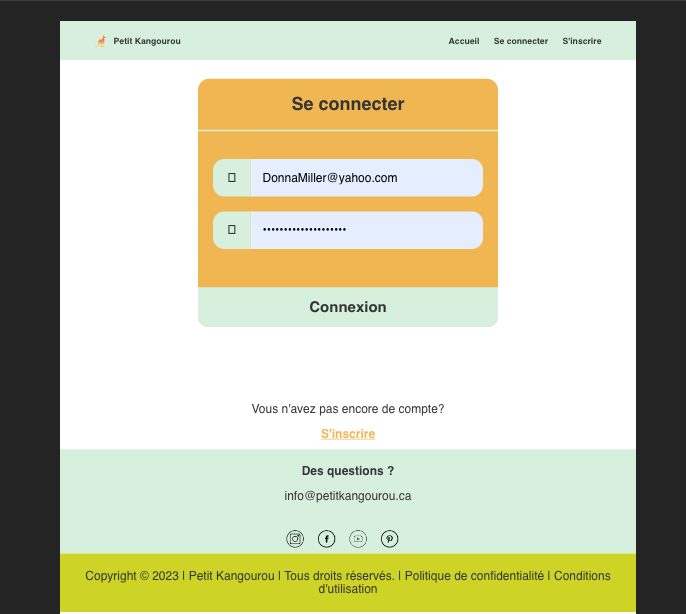 Petit Kangourou
Accueil Se connecter S'inscrire
Se connecter
DonnaMiller@yahoo.com
••••••••••••••••••••
Connexion
Vous n'avez pas encore de compte?
S'inscrire
Des questions ?
info@petitkangourou.ca
Copyright © 2023 | Petit Kangourou | Tous droits réservés. | Politique de confidentialité | Conditions
d'utilisation